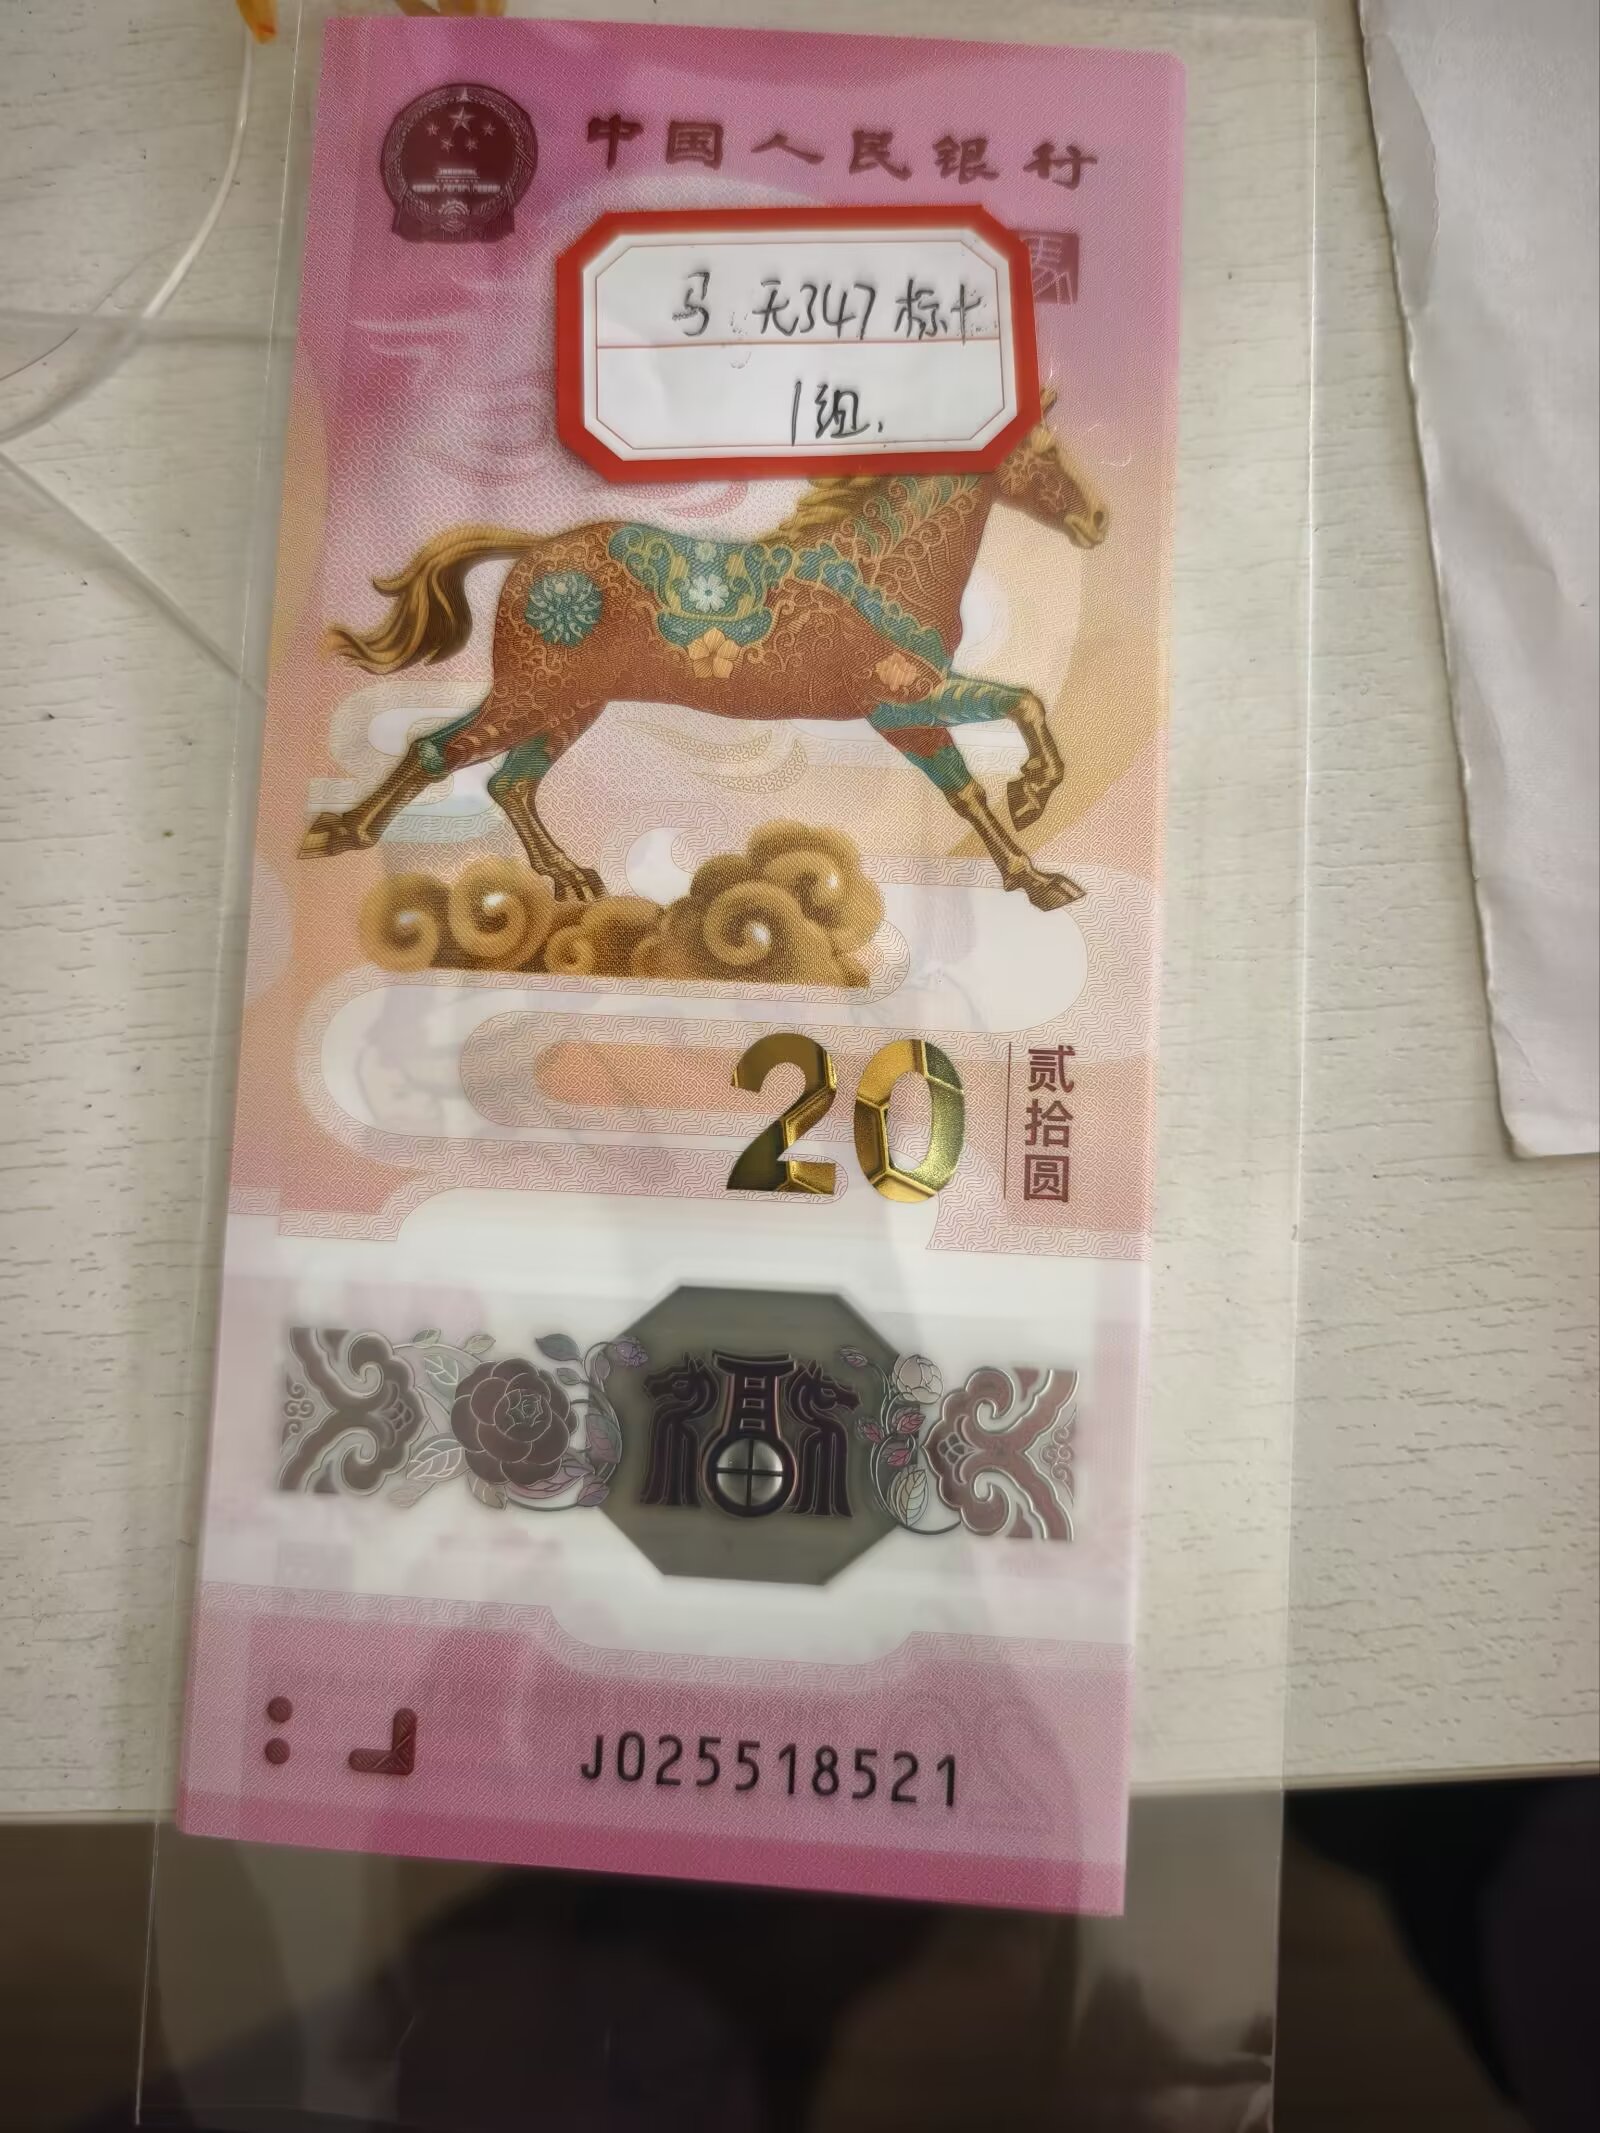 中国人民银行
马 无347标十
1组.
20
贰拾圆
J025518521